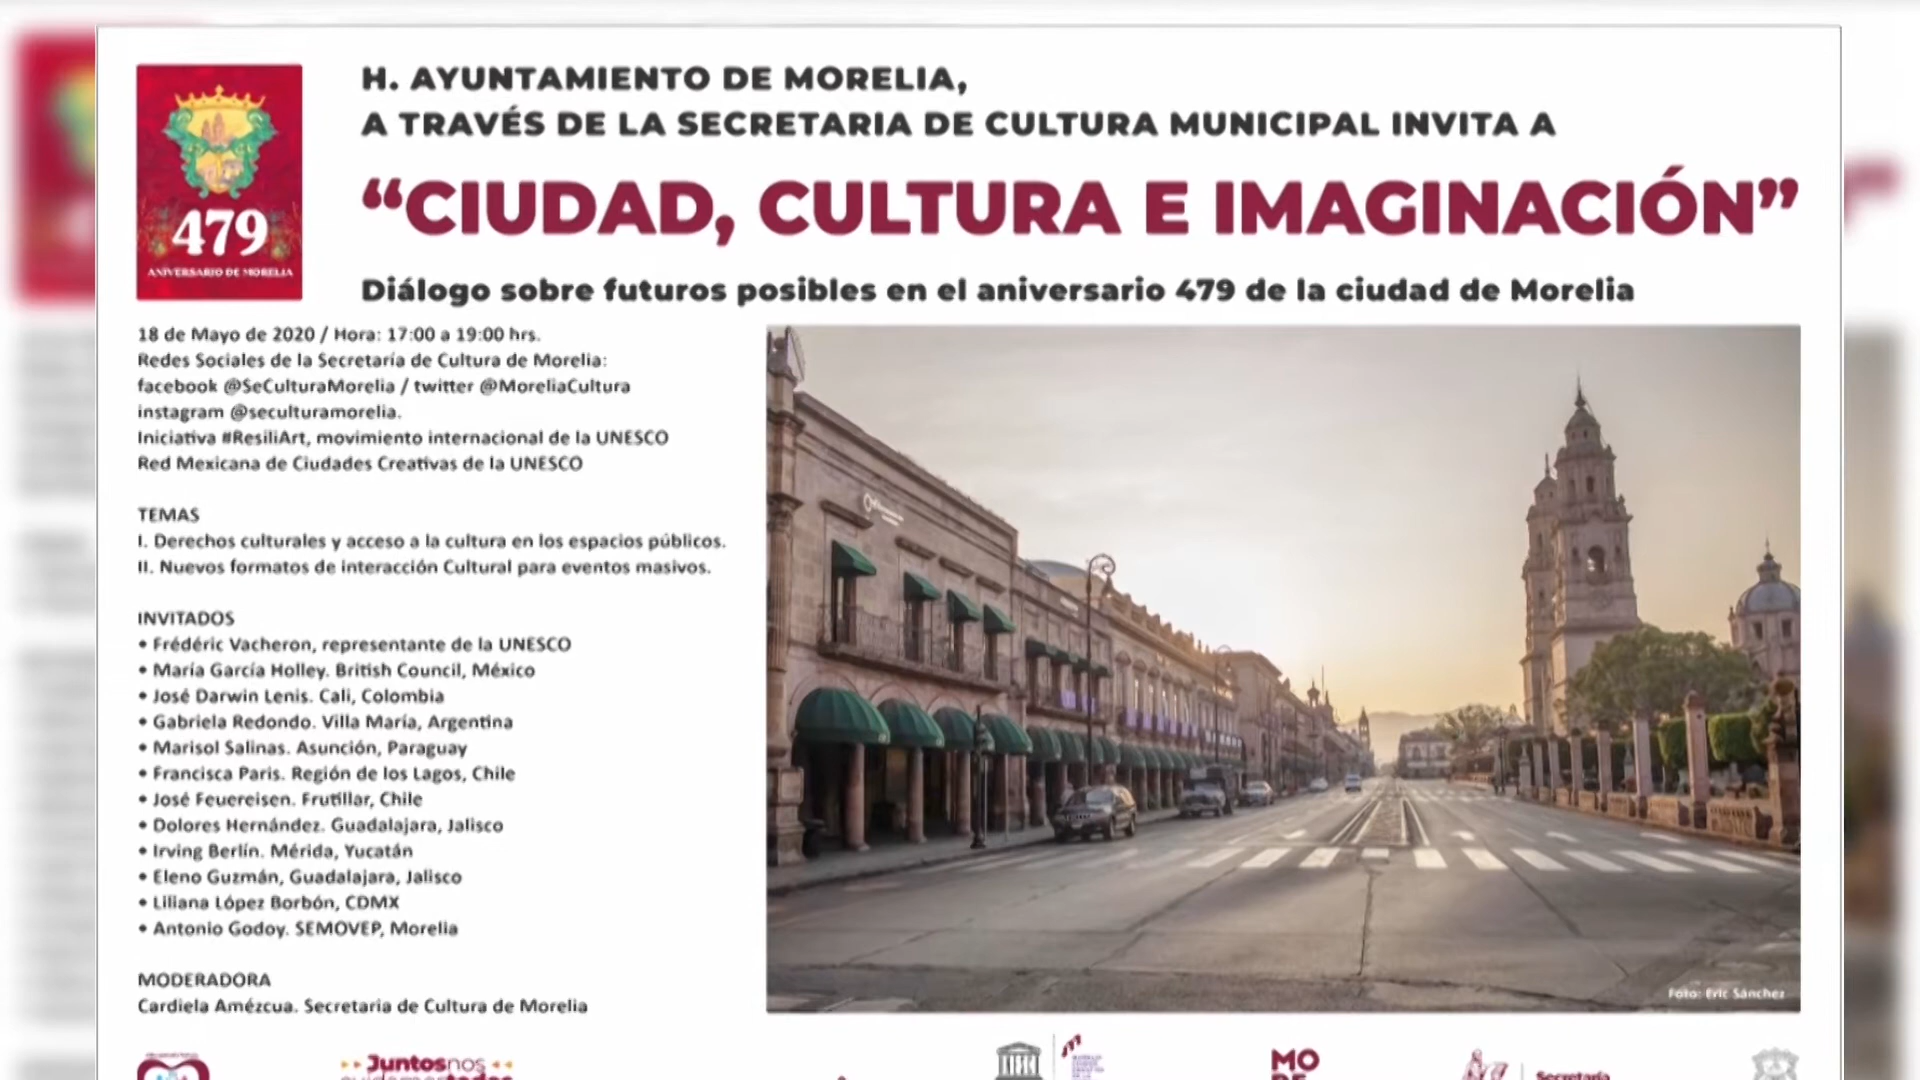 479
ANIVERSARIO DE MORELIA
H. AYUNTAMIENTO DE MORELIA,
A TRAVÉS DE LA SECRETARIA DE CULTURA MUNICIPAL INVITA A
“CIUDAD, CULTURA E IMAGINACIÓN”
Diálogo sobre futuros posibles en el aniversario 479 de la ciudad de Morelia
18 de Mayo de 2020 / Hora: 17:00 a 19:00 hrs.
Redes Sociales de la Secretaría de Cultura de Morelia:
facebook @SeCulturaMorelia / twitter @MoreliaCultura
instagram @seculturamorelia.
Iniciativa #ResiliArt, movimiento internacional de la UNESCO
Red Mexicana de Ciudades Creativas de la UNESCO
TEMAS
I. Derechos culturales y acceso a la cultura en los espacios públicos.
II. Nuevos formatos de interacción Cultural para eventos masivos.
INVITADOS
• Frédéric Vacheron, representante de la UNESCO
• María García Holley. British Council, México
• José Darwin Lenis. Cali, Colombia
• Gabriela Redondo. Villa María, Argentina
• Marisol Salinas. Asunción, Paraguay
• Francisca Paris. Región de los Lagos, Chile
• José Feuereisen. Frutillar, Chile
• Dolores Hernández. Guadalajara, Jalisco
• Irving Berlín. Mérida, Yucatán
• Eleno Guzmán, Guadalajara, Jalisco
• Liliana López Borbón, CDMX
• Antonio Godoy. SEMOVEP, Morelia
MODERADORA
Cardiela Amézcua. Secretaria de Cultura de Morelia
Foto: Eric Sánchez
Juntosnos
UNESCO
MO
Secretaría